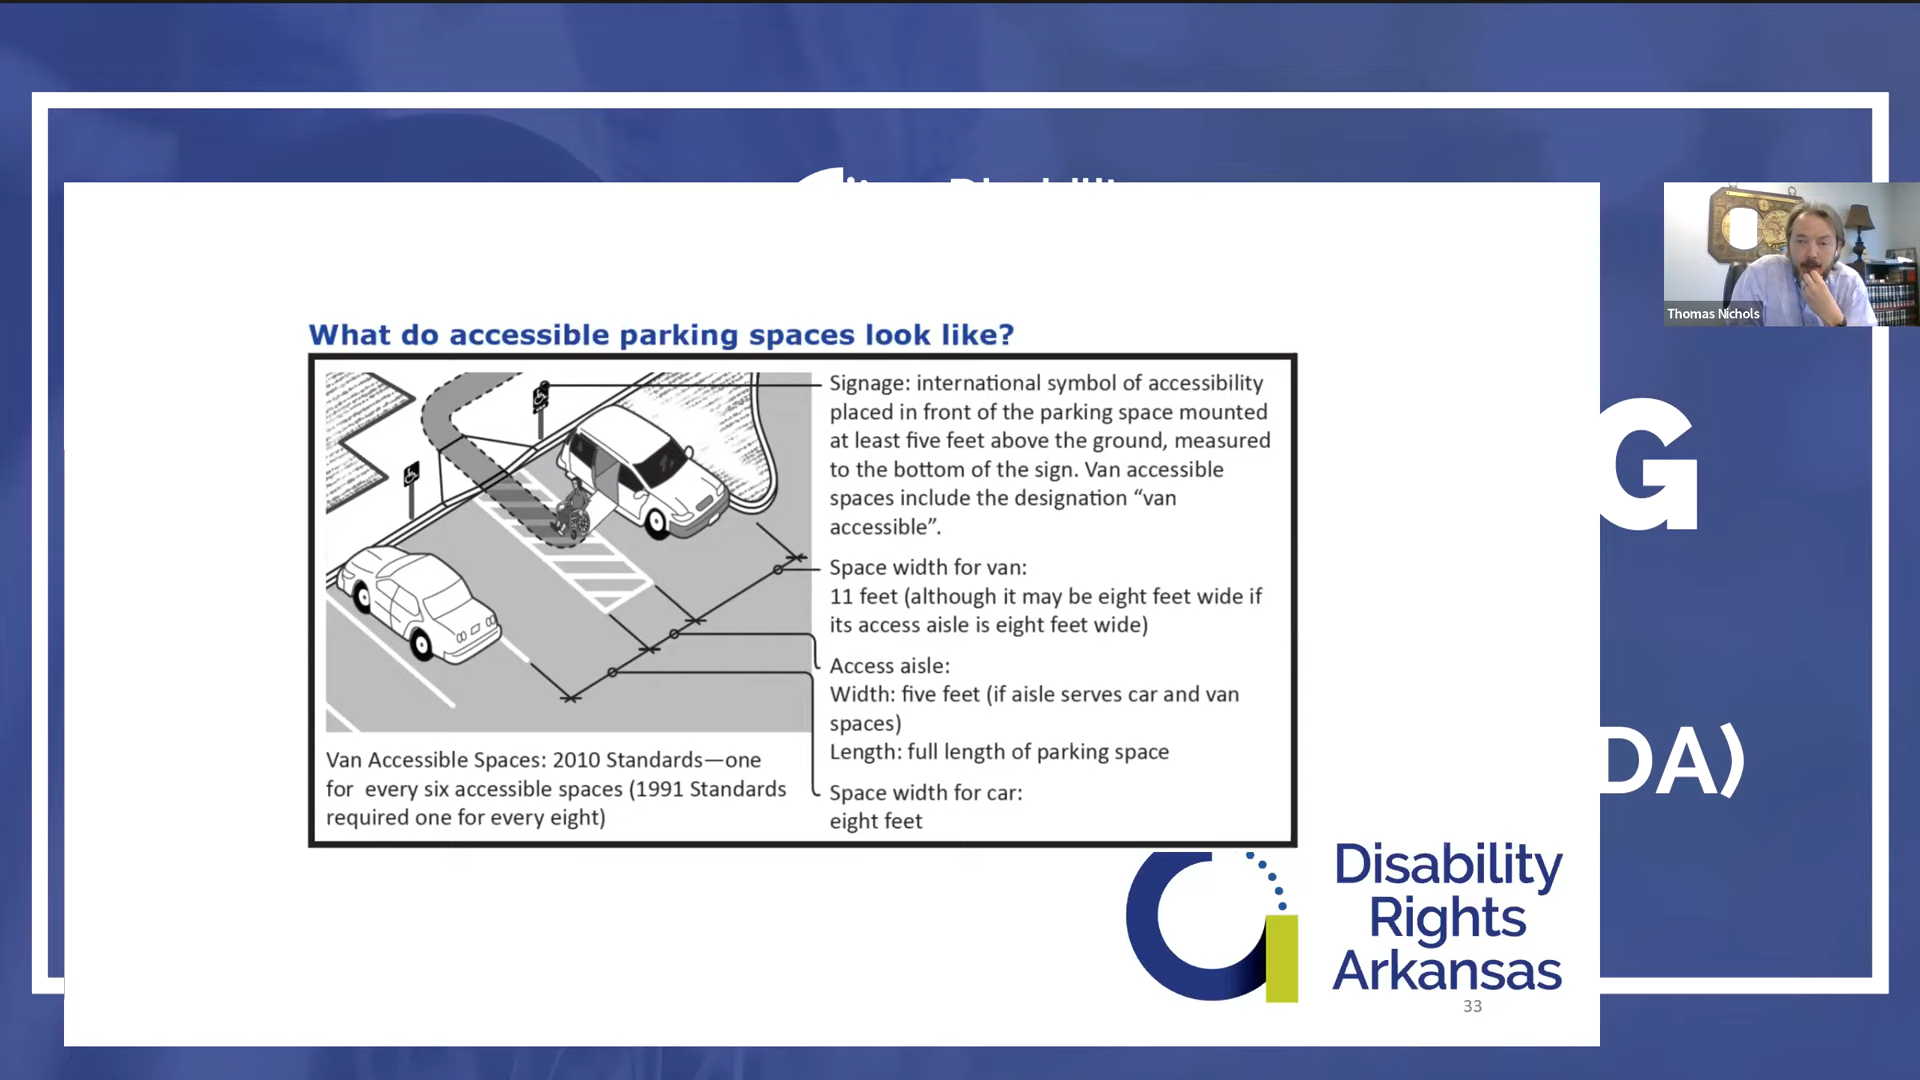 What do accessible parking spaces look like?
Signage: international symbol of accessibility
placed in front of the parking space mounted
at least five feet above the ground, measured
to the bottom of the sign. Van accessible
spaces include the designation “van
accessible”.
Space width for van:
11 feet (although it may be eight feet wide if
its access aisle is eight feet wide)
Access aisle:
Width: five feet (if aisle serves car and van
spaces)
Length: full length of parking space
Space width for car:
eight feet
Van Accessible Spaces: 2010 Standards—one
for every six accessible spaces (1991 Standards
required one for every eight)
Disability
Rights
Arkansas
33
Thomas Nichols
G
DA)